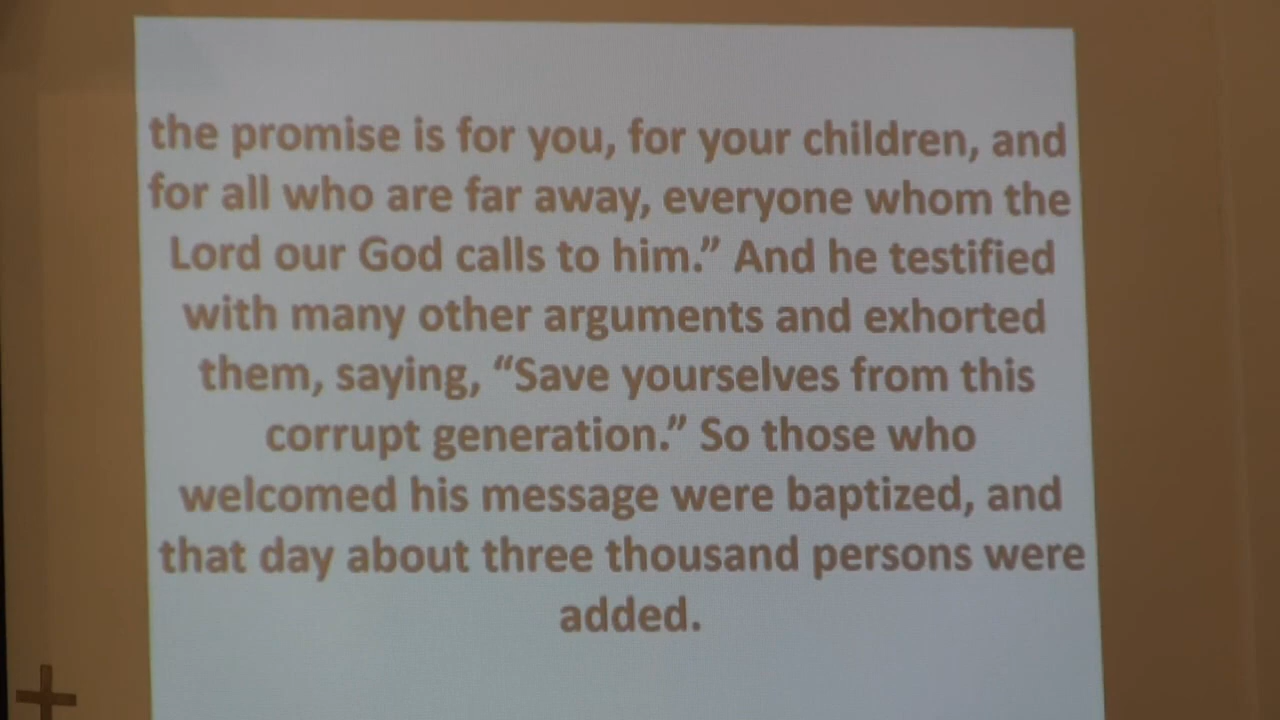 the promise is for you, for your children, and
for all who are far away, everyone whom the
Lord our God calls to him.” And he testified
with many other arguments and exhorted
them, saying, “Save yourselves from this
corrupt generation.” So those who
welcomed his message were baptized, and
that day about three thousand persons were
added.